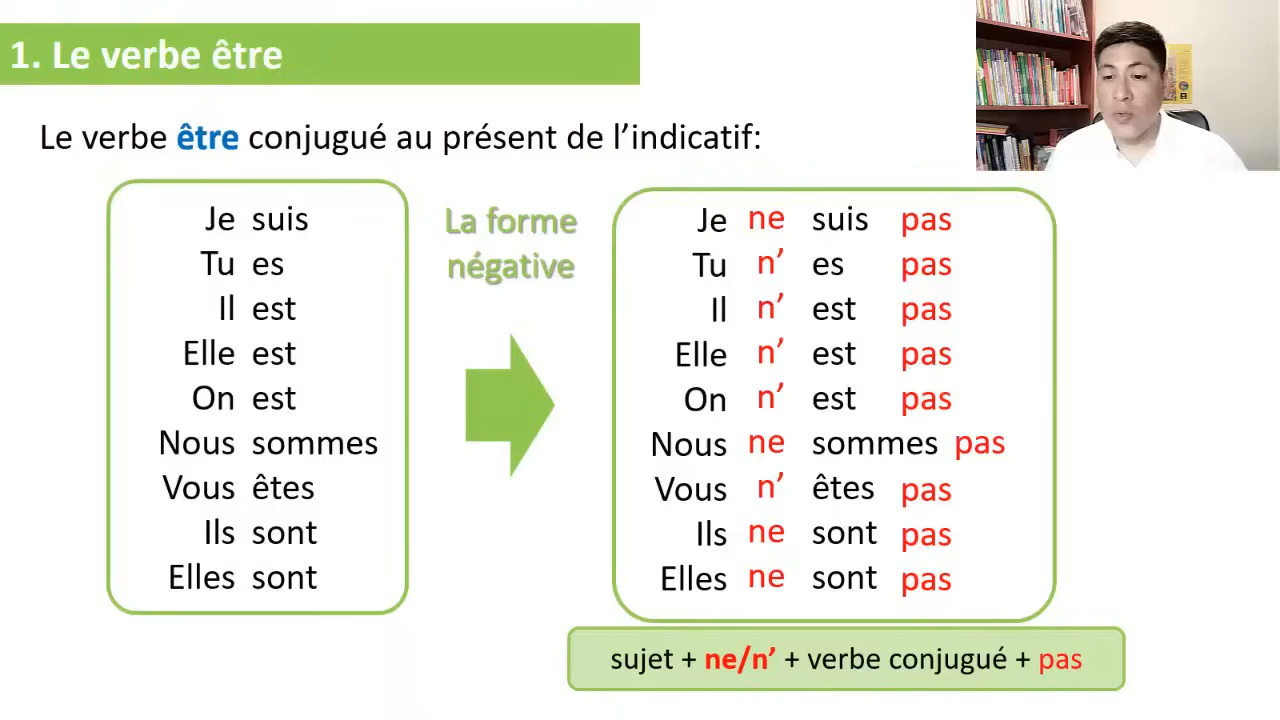 1. Le verbe être
Le verbe être conjugué au présent de l’indicatif:
Je suis
Tu es
Il est
Elle est
On est
Nous sommes
Vous êtes
Ils sont
Elles sont
La forme
négative
Je ne suis pas
Tu n’ es pas
Il n’ est pas
Elle n’ est pas
On n’ est pas
Nous ne sommes pas
Vous n’ êtes pas
Ils ne sont pas
Elles ne sont pas
sujet + ne/n’ + verbe conjugué + pas